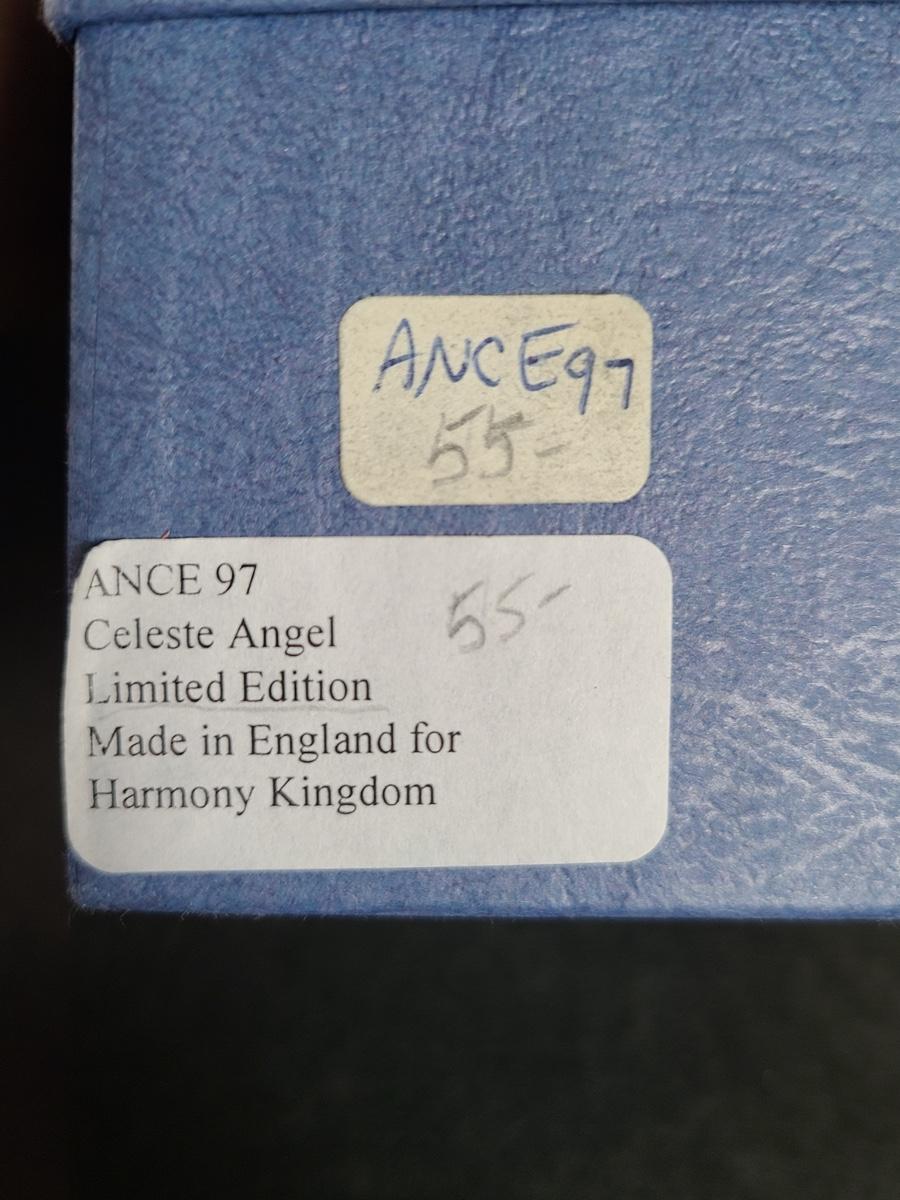 ANCE97
55-
ANCE 97 55-
Celeste Angel
Limited Edition
Made in England for
Harmony Kingdom